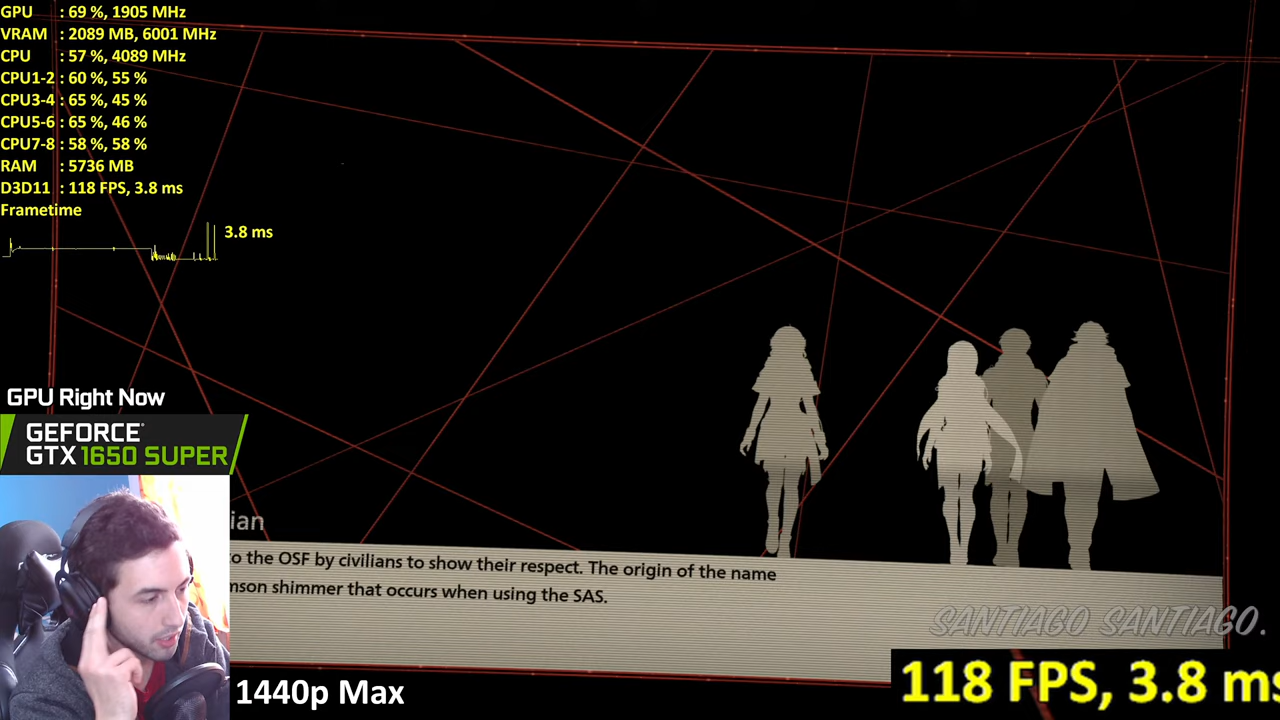 GPU : 69 %, 1905 MHz
VRAM : 2089 MB, 6001 MHz
CPU : 57 %, 4089 MHz
CPU1-2 : 60 %, 55 %
CPU3-4 : 65 %, 45 %
CPU5-6 : 65 %, 46 %
CPU7-8 : 58 %, 58 %
RAM : 5736 MB
D3D11 : 118 FPS, 3.8 ms
Frametime
3.8 ms
GPU Right Now
GEFORCE
GTX 1650 SUPER
to the OSF by civilians to show their respect. The origin of the name
shimmer that occurs when using the SAS.
SANTIAGO SANTIAGO.
1440p Max
118 FPS, 3.8 ms